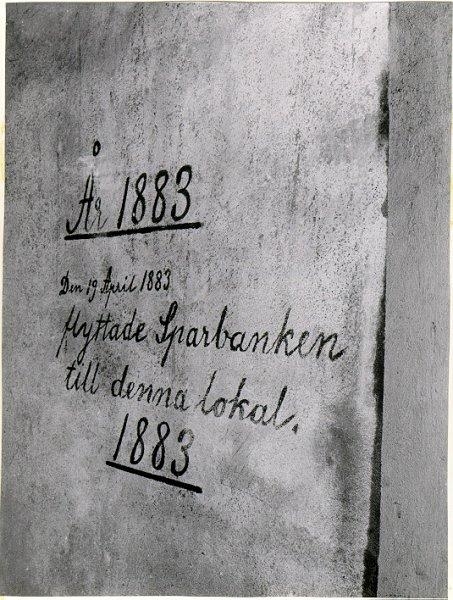 År 1883
Den 19 April 1883
flyttade Sparbanken
till denna lokal.
1883